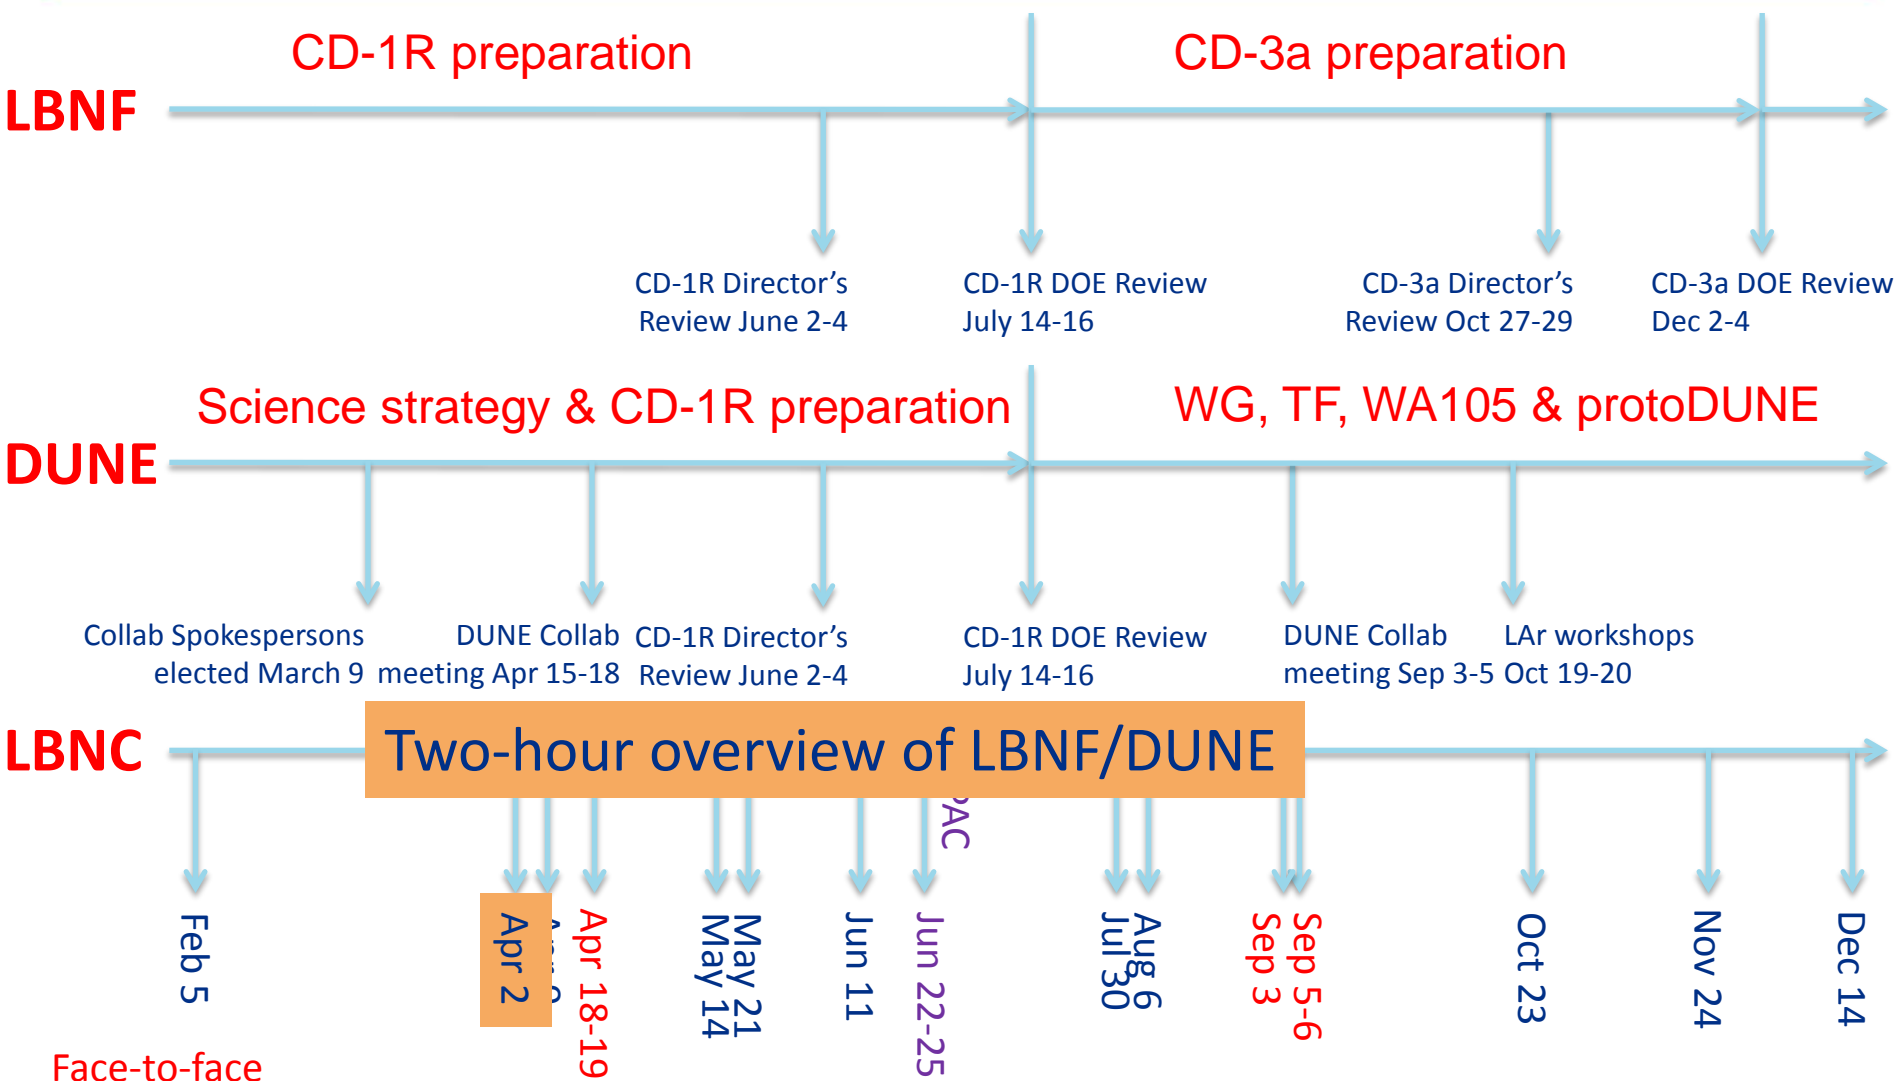 CD-1R preparation
CD-3a preparation
LBNF
CD-1R Director’s
Review June 2-4
CD-1R DOE Review
July 14-16
CD-3a Director’s
Review Oct 27-29
CD-3a DOE Review
Dec 2-4
Science strategy & CD-1R preparation
WG, TF, WA105 & protoDUNE
DUNE
Collab Spokespersons
elected March 9
DUNE Collab
meeting Apr 15-18
CD-1R Director’s
Review June 2-4
CD-1R DOE Review
July 14-16
DUNE Collab
meeting Sep 3-5
LAr workshops
Oct 19-20
LBNC
Two-hour overview of LBNF/DUNE
PAC
Feb 5
Apr 2
Apr 18-19
May 14
May 21
Jun 11
Jun 22-25
Jul 30
Aug 6
Sep 3
Sep 5-6
Oct 23
Nov 24
Dec 14
Face-to-face